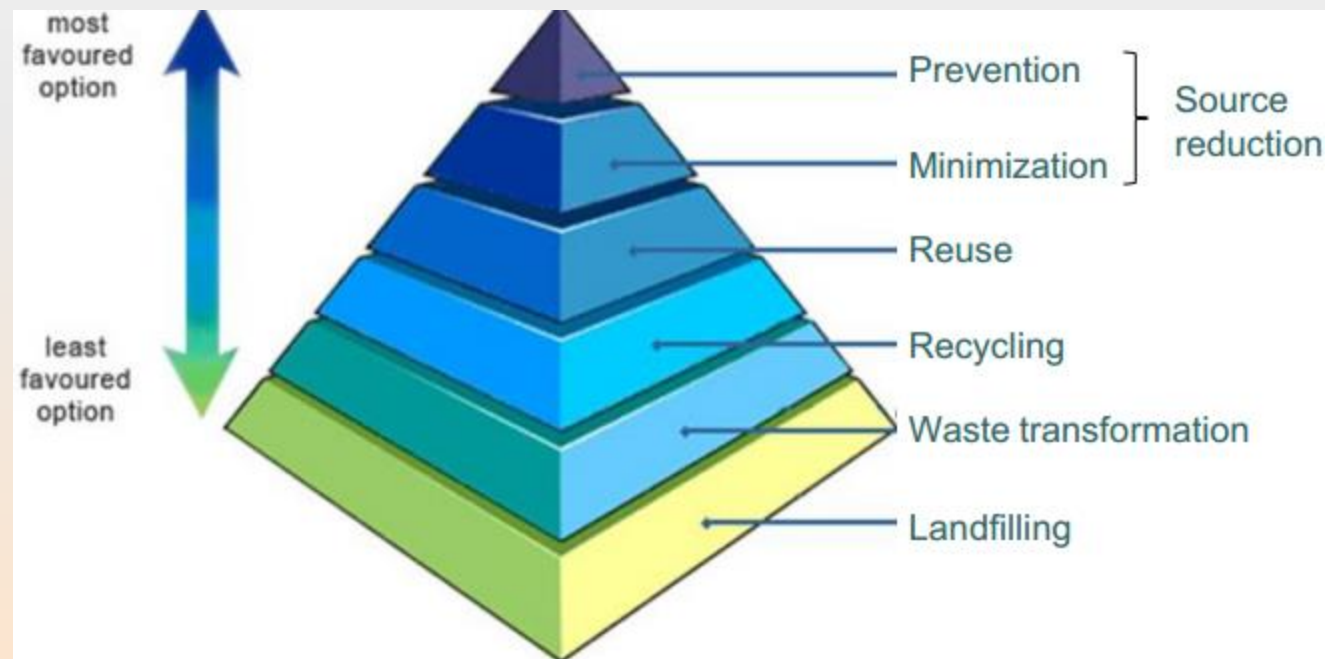 most
favoured
option
Prevention
Source
reduction
Minimization
Reuse
Recycling
least
favoured
option
Waste transformation
Landfilling